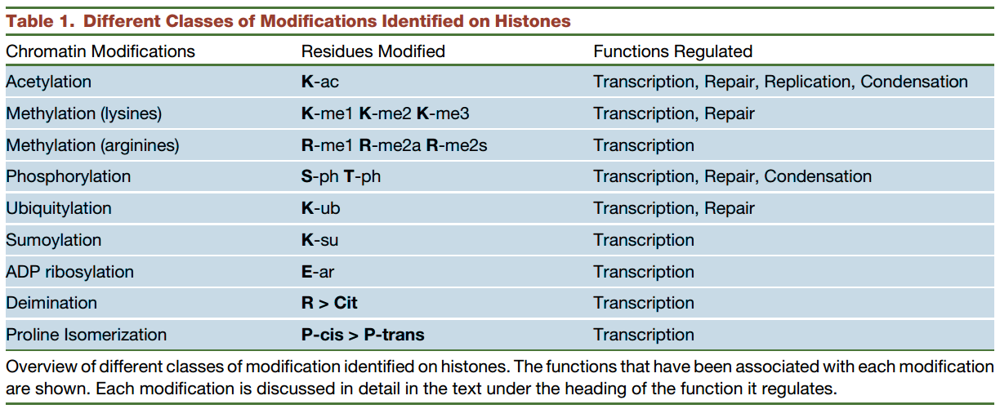 Table 1. Different Classes of Modifications Identified on Histones
Chromatin Modifications Residues Modified Functions Regulated
Acetylation K-ac Transcription, Repair, Replication, Condensation
Methylation (lysines) K-me1 K-me2 K-me3 Transcription, Repair
Methylation (arginines) R-me1 R-me2a R-me2s Transcription
Phosphorylation S-ph T-ph Transcription, Repair, Condensation
Ubiquitylation K-ub Transcription, Repair
Sumoylation K-su Transcription
ADP ribosylation E-ar Transcription
Deimination R > Cit Transcription
Proline Isomerization P-cis > P-trans Transcription
Overview of different classes of modification identified on histones. The functions that have been associated with each modification
are shown. Each modification is discussed in detail in the text under the heading of the function it regulates.